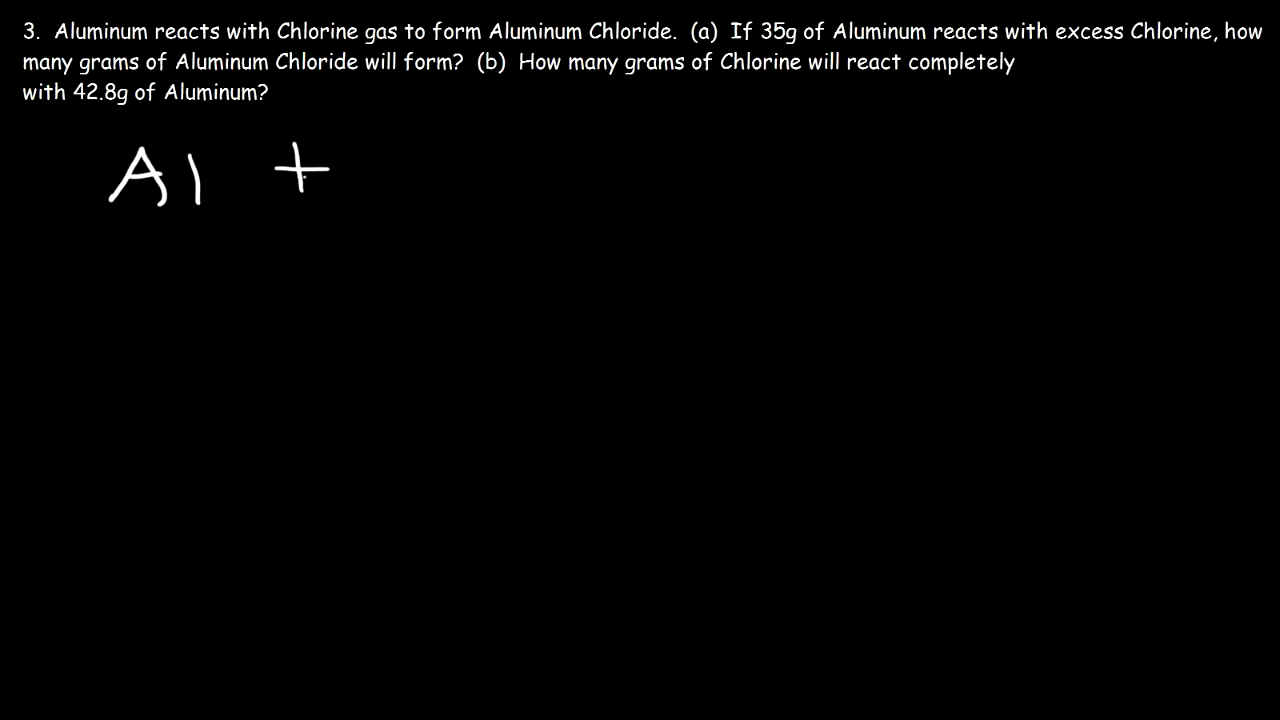 3. Aluminum reacts with Chlorine gas to form Aluminum Chloride. (a) If 35g of Aluminum reacts with excess Chlorine, how
many grams of Aluminum Chloride will form? (b) How many grams of Chlorine will react completely
with 42.8g of Aluminum?
Al +